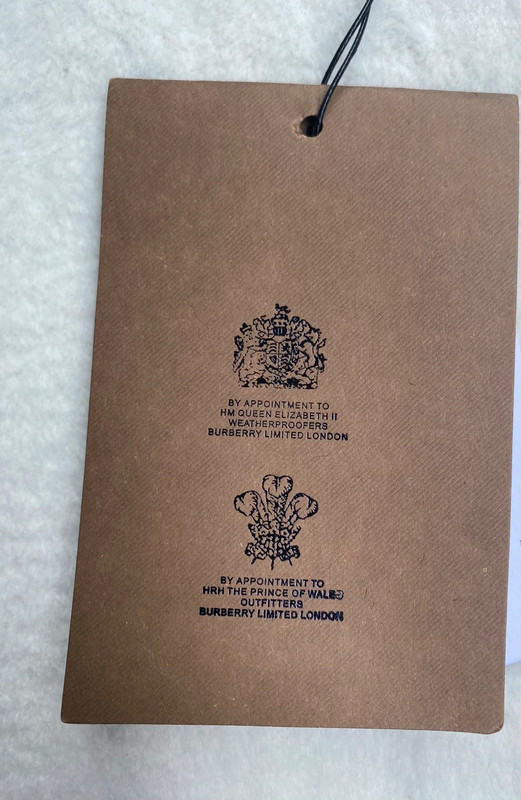 BY APPOINTMENT TO
HM QUEEN ELIZABETH II
WEATHERPROOFERS
BURBERRY LIMITED LONDON
BY APPOINTMENT TO
HRH THE PRINCE OF WALES
OUTFITTERS
BURBERRY LIMITED LONDON